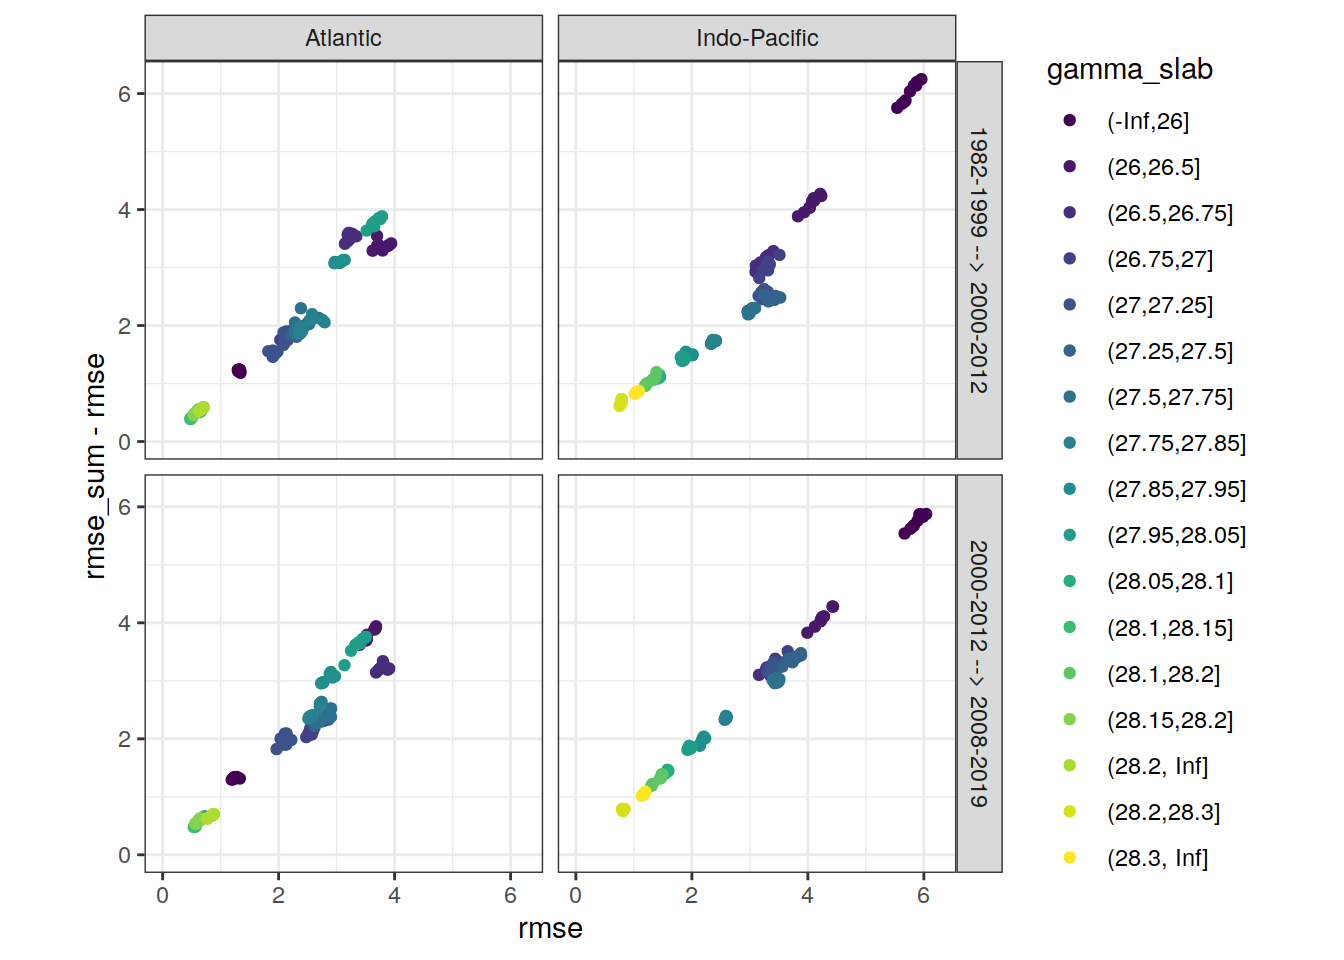 Atlantic
Indo-Pacific
gamma_slab
(-Inf,26]
(26,26.5]
(26.5,26.75]
(26.75,27]
(27,27.25]
(27.25,27.5]
(27.5,27.75]
(27.75,27.85]
(27.85,27.95]
(27.95,28.05]
(28.05,28.1]
(28.1,28.15]
(28.1,28.2]
(28.15,28.2]
(28.2, Inf]
(28.2,28.3]
(28.3, Inf]
1982-1999 --> 2000-2012
2000-2012 --> 2008-2019
rmse_sum - rmse
6
4
2
0
6
4
2
0
0 2 4 6
0 2 4 6
rmse